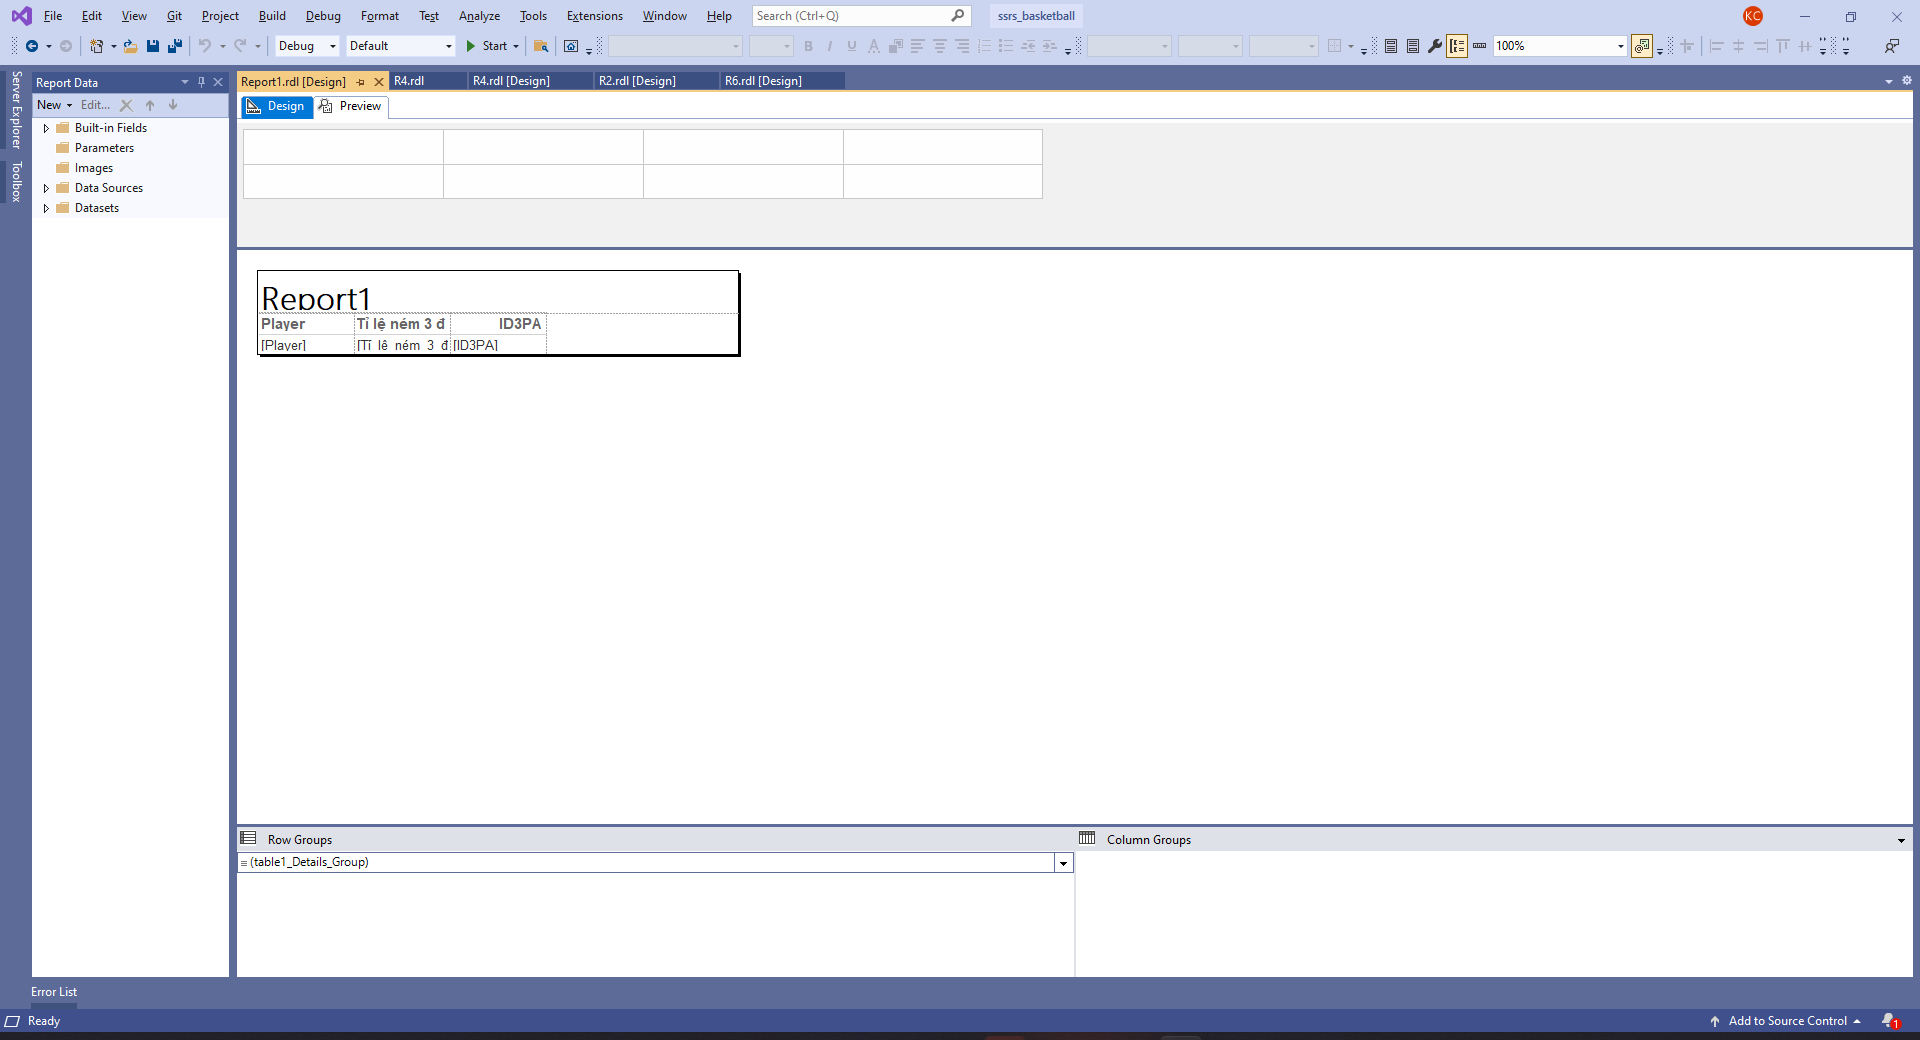 File Edit View Git Project Build Debug Format Test Analyze Tools Extensions Window Help Search (Ctrl+Q) ssrs_basketball KC
Debug Default Start 100%
Server Explorer
Toolbox
Report Data
New Edit...
Built-in Fields
Parameters
Images
Data Sources
Datasets
Report1.rdl [Design] R4.rdl R4.rdl [Design] R2.rdl [Design] R6.rdl [Design]
Design Preview
Report1
Player Tỉ lệ ném 3 đ ID3PA
[Player] [Tỉ lệ ném 3 đ [ID3PA]
Row Groups Column Groups
(table1_Details_Group)
Error List
Ready Add to Source Control 1